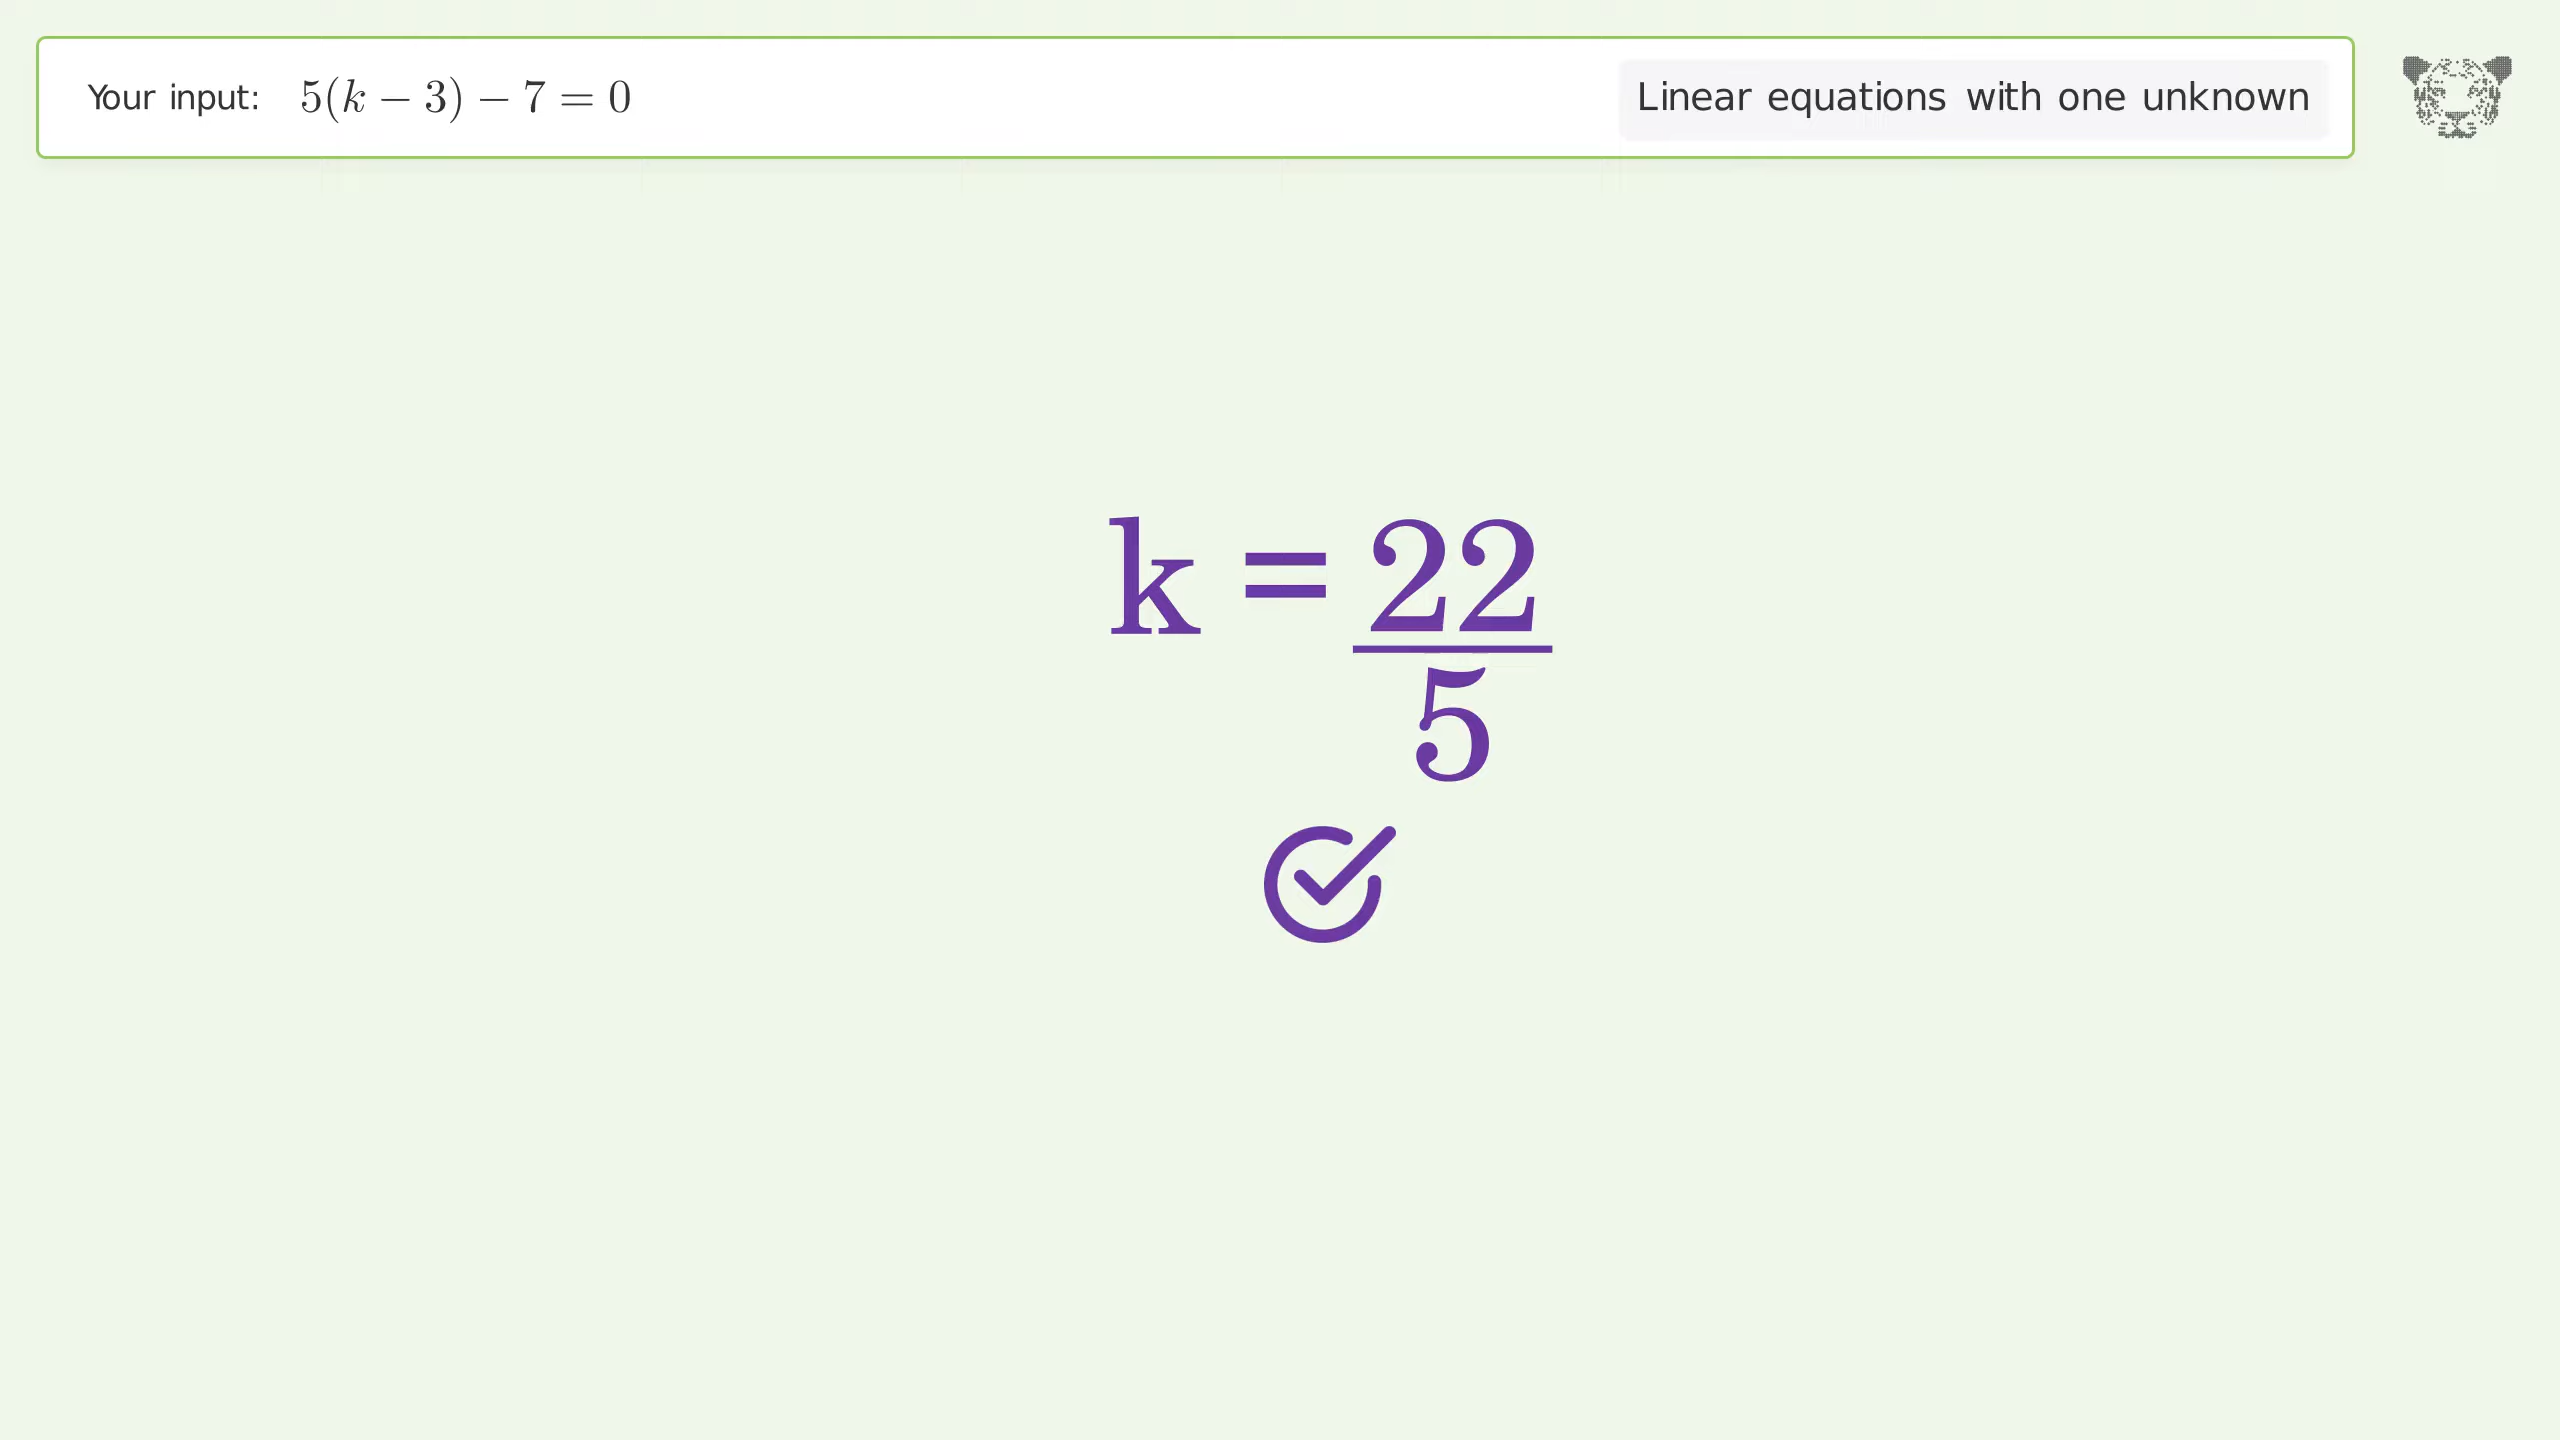 Your input: 5(k − 3) − 7 = 0
Linear equations with one unknown
k = 22/5